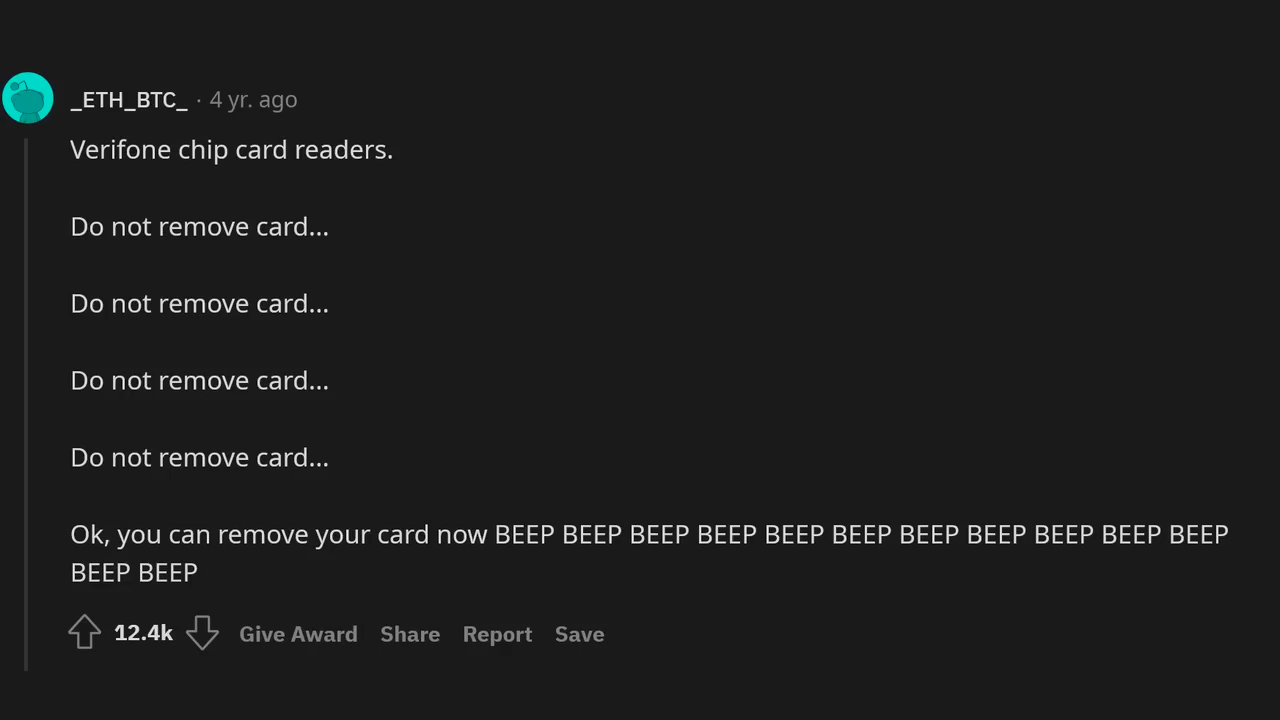 _ETH_BTC_ · 4 yr. ago
Verifone chip card readers.
Do not remove card...
Do not remove card...
Do not remove card...
Do not remove card...
Ok, you can remove your card now BEEP BEEP BEEP BEEP BEEP BEEP BEEP BEEP BEEP BEEP BEEP
BEEP BEEP
12.4k Give Award Share Report Save